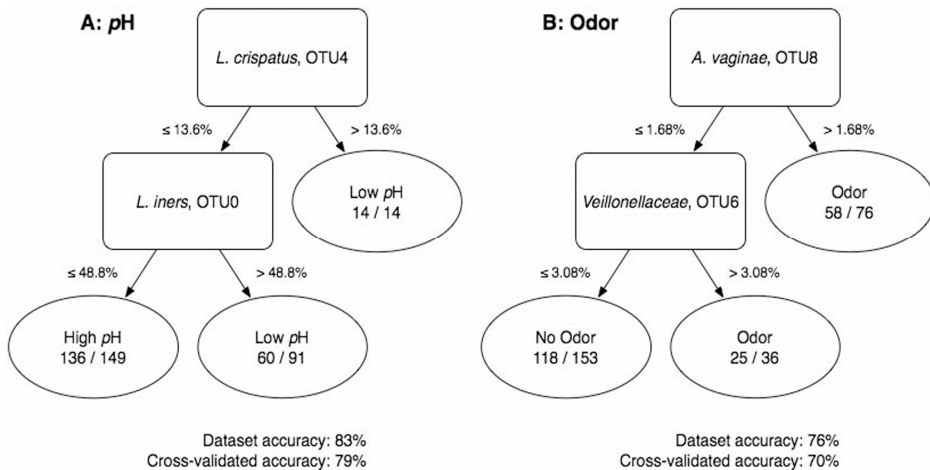 A: pH
L. crispatus, OTU4
≤ 13.6%
> 13.6%
L. iners, OTU0
Low pH
14 / 14
≤ 48.8%
> 48.8%
High pH
136 / 149
Low pH
60 / 91
Dataset accuracy: 83%
Cross-validated accuracy: 79%
B: Odor
A. vaginae, OTU8
≤ 1.68%
> 1.68%
Veillonellaceae, OTU6
Odor
58 / 76
≤ 3.08%
> 3.08%
No Odor
118 / 153
Odor
25 / 36
Dataset accuracy: 76%
Cross-validated accuracy: 70%